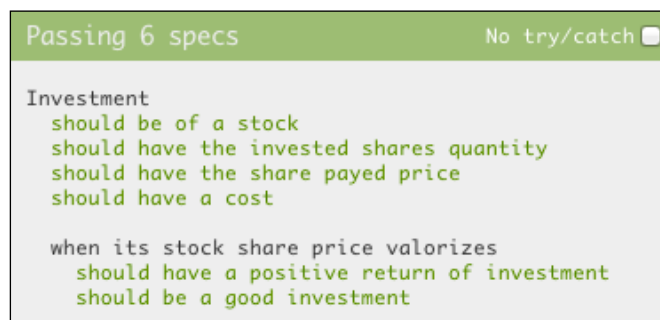 Passing 6 specs
No try/catch
Investment
should be of a stock
should have the invested shares quantity
should have the share payed price
should have a cost
when its stock share price valorizes
should have a positive return of investment
should be a good investment